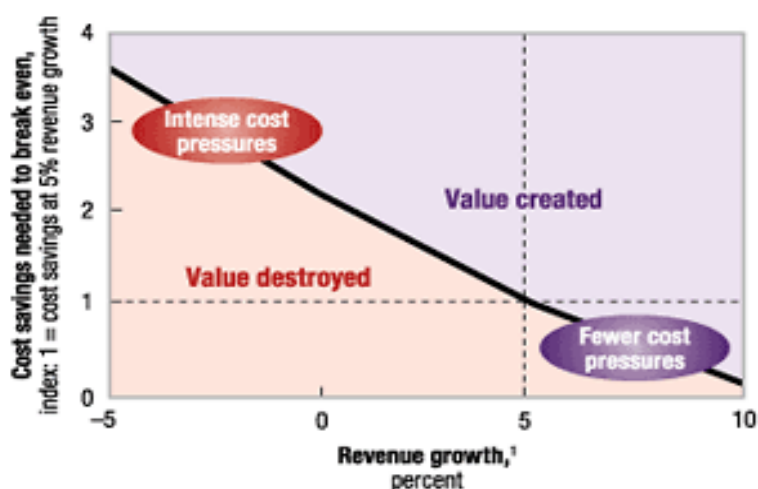 Cost savings needed to break even,
index: 1 = cost savings at 5% revenue growth
4
3
2
1
0
Intense cost
pressures
Value created
Value destroyed
Fewer cost
pressures
–5
0
5
10
Revenue growth,¹
percent